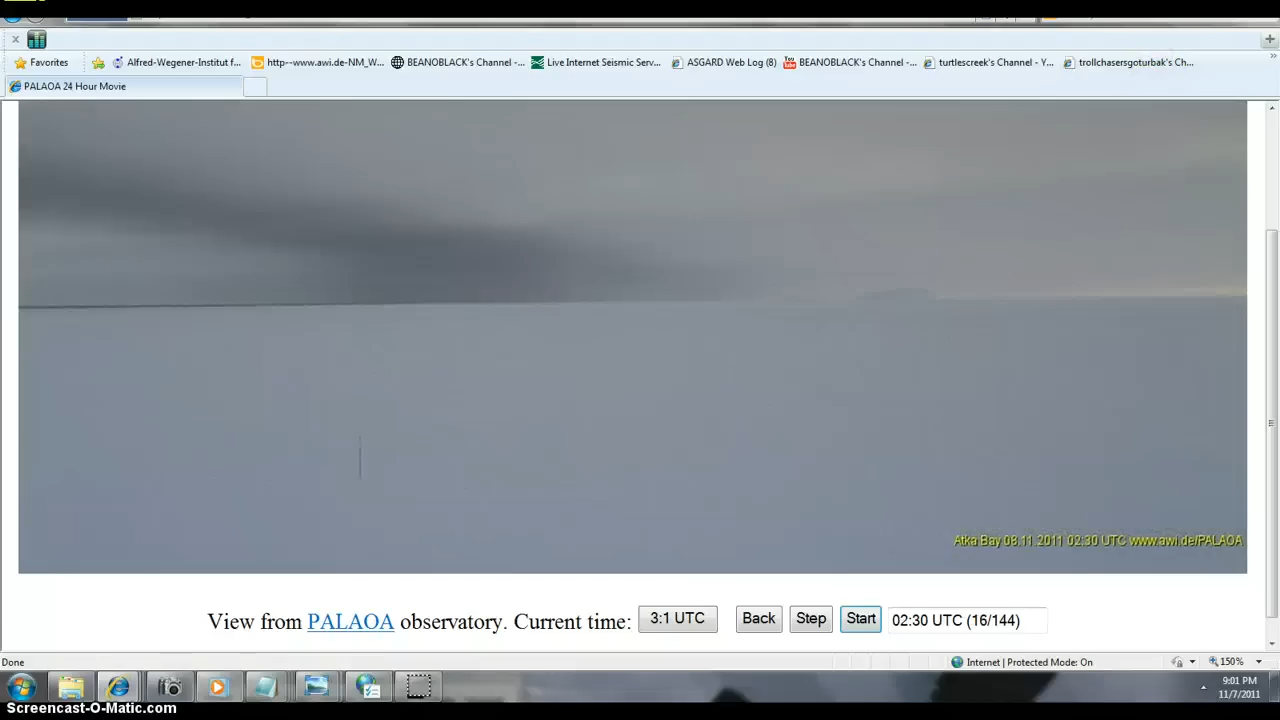 Favorites Alfred-Wegener-Institut f... http--www.awi.de-NM_W... BEANOBLACK's Channel -... Live Internet Seismic Serv... ASGARD Web Log (8) BEANOBLACK's Channel -... turtlescreek's Channel - Y... trollchasersgoturbak's Ch...
PALAOA 24 Hour Movie
Atka Bay 08.11 2011 02:30 UTC www.awi.de/PALAOA
View from PALAOA observatory. Current time: 3:1 UTC Back Step Start 02:30 UTC (16/144)
Done Internet | Protected Mode: On 150%
9:01 PM
11/7/2011
Screencast-O-Matic.com